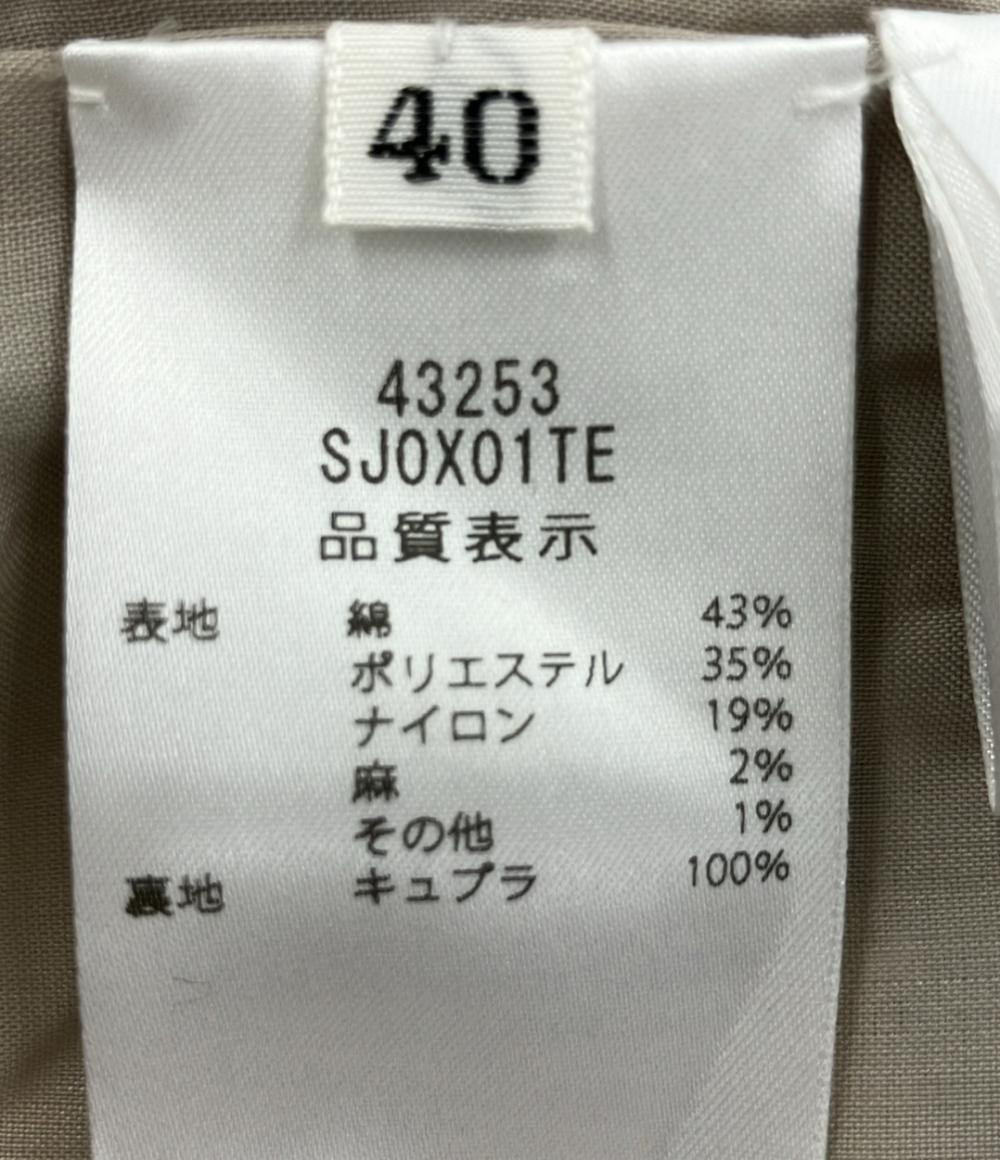 40
43253
SJ0X01TE
品質表示
表地 綿 43%
ポリエステル 35%
ナイロン 19%
麻 2%
その他 1%
裏地 キュプラ 100%